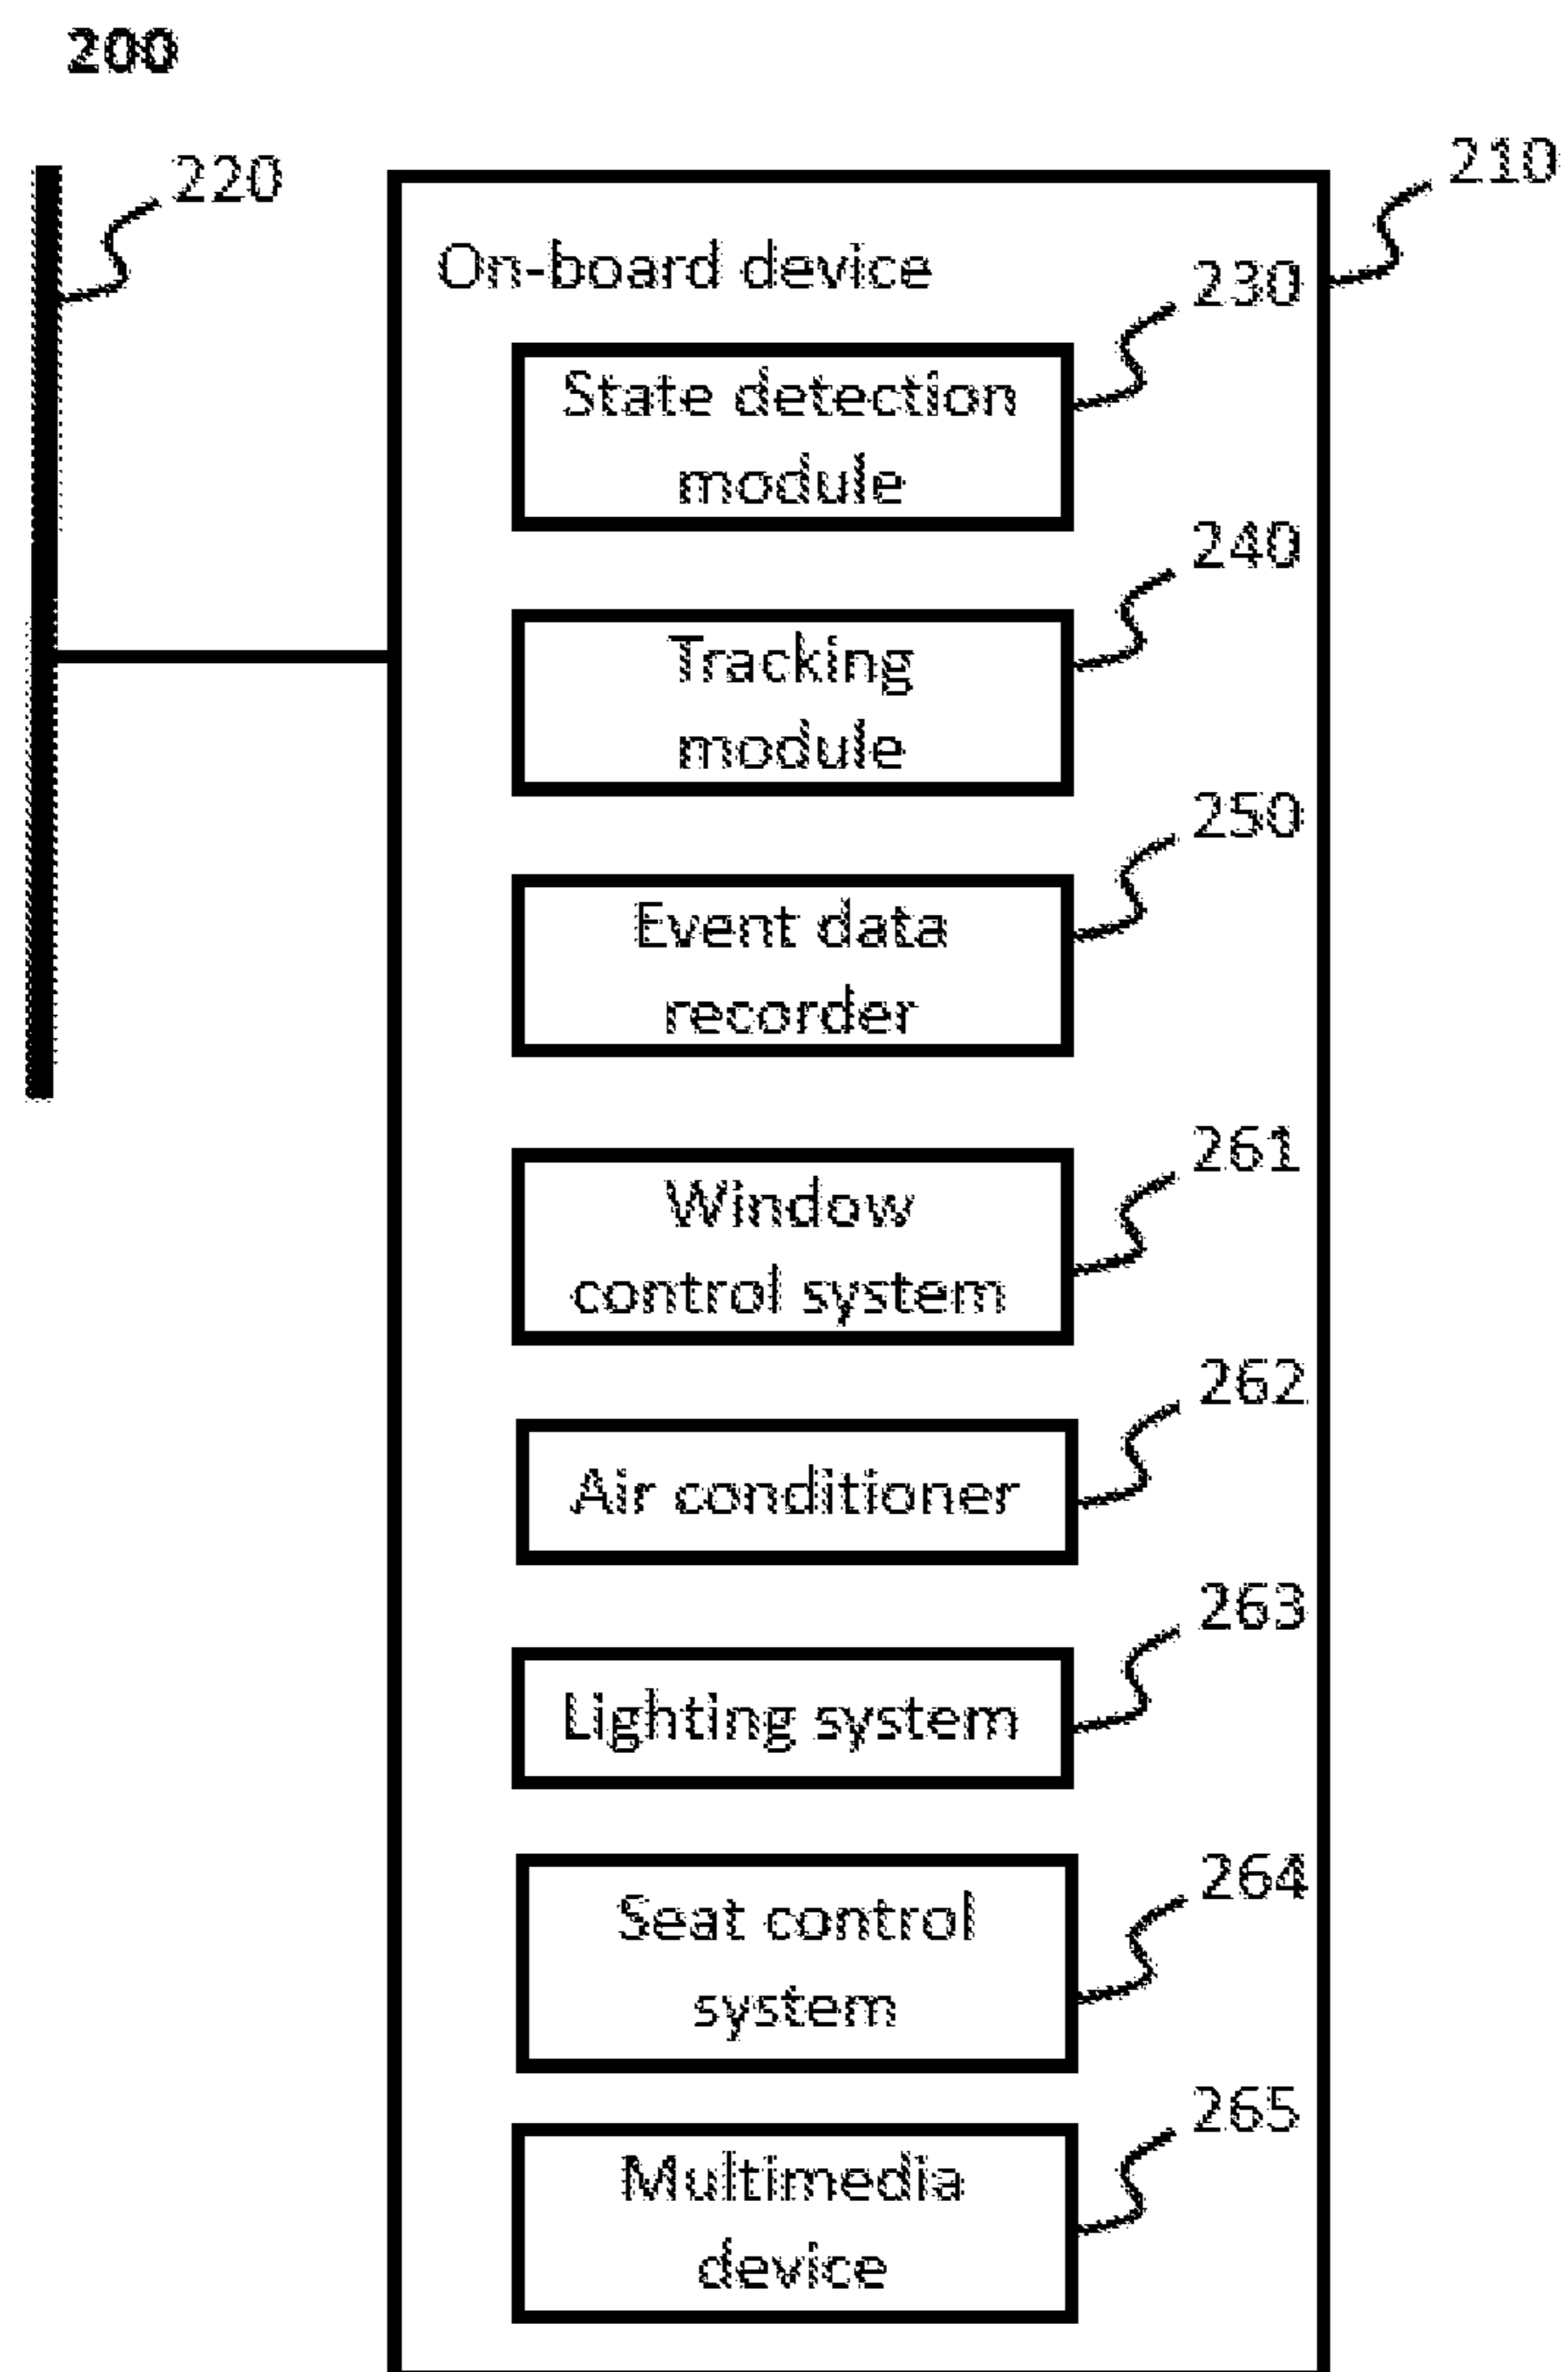 200
220
210
On-board device
230
State detection
module
240
Tracking
module
250
Event data
recorder
261
Window
control system
262
Air conditioner
263
Lighting system
264
Seat control
system
265
Multimedia
device